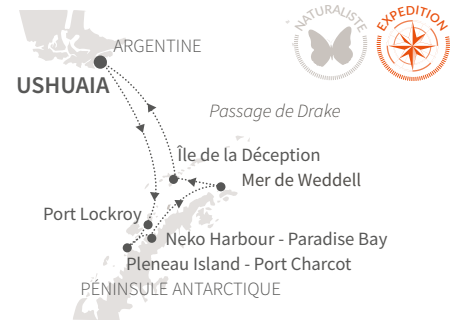 NATURALISTE
EXPEDITION
ARGENTINE
USHUAIA
Passage de Drake
Île de la Déception
Mer de Weddell
Port Lockroy
Neko Harbour - Paradise Bay
Pleneau Island - Port Charcot
PÉNINSULE ANTARCTIQUE